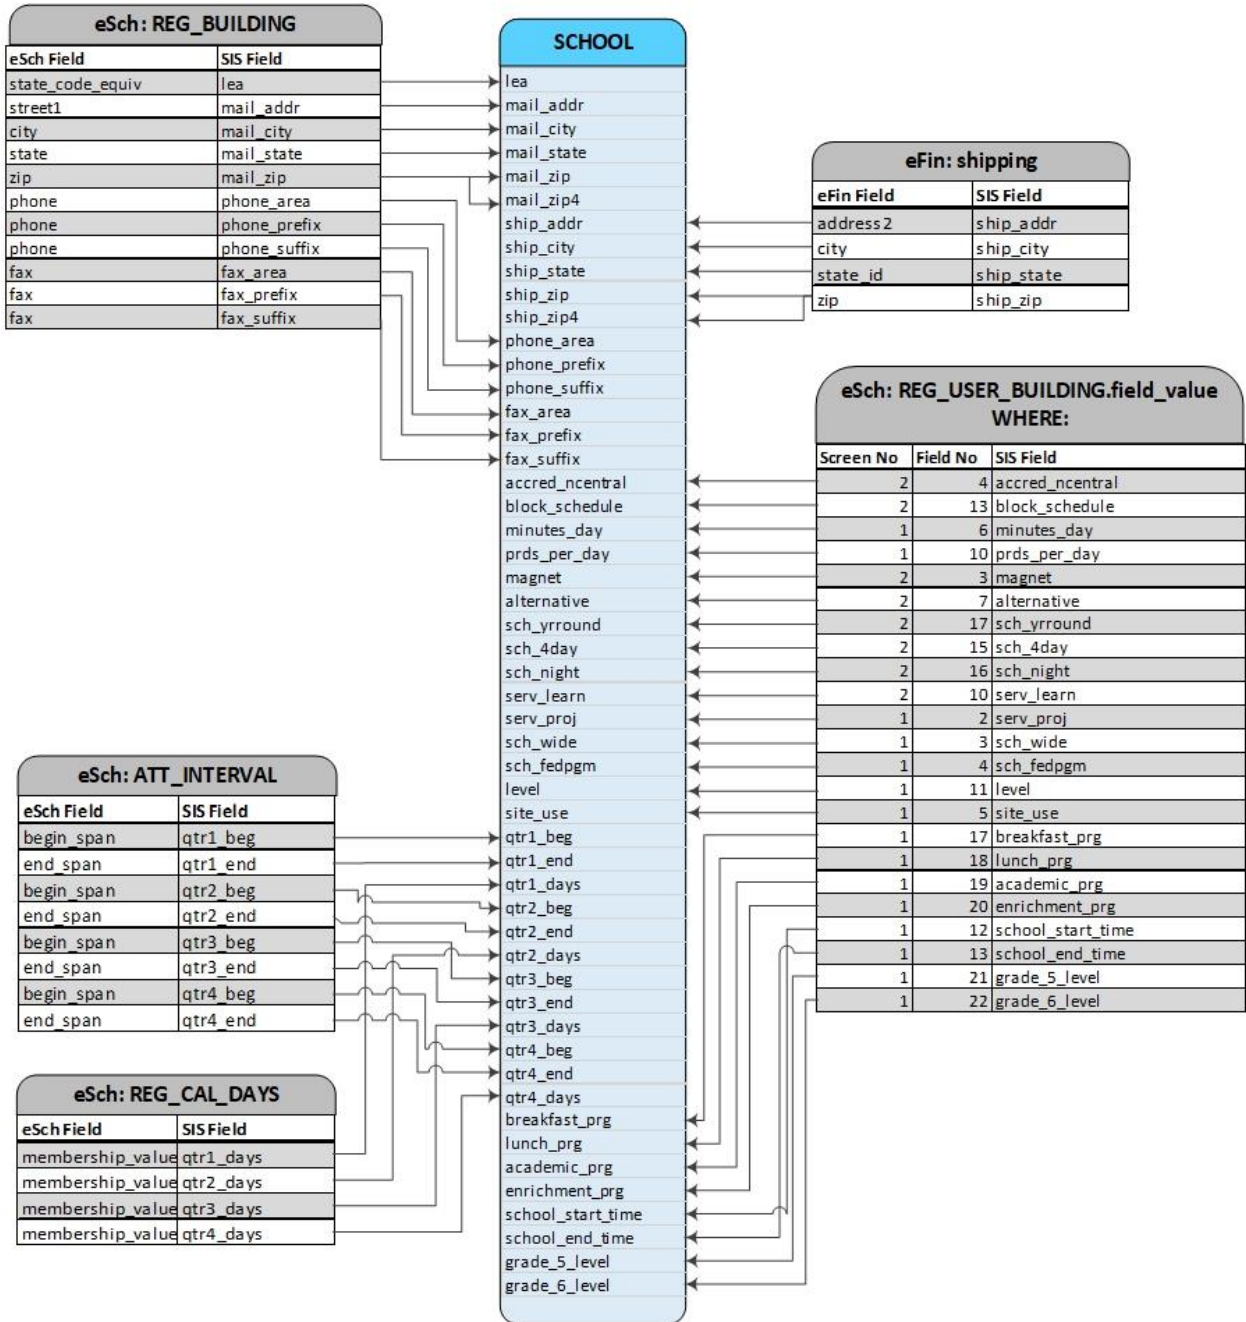 eSch: REG_BUILDING
eSch Field SIS Field
state_code_equiv lea
street1 mail_addr
city mail_city
state mail_state
zip mail_zip
phone phone_area
phone phone_prefix
phone phone_suffix
fax fax_area
fax fax_prefix
fax fax_suffix
SCHOOL
lea
mail_addr
mail_city
mail_state
mail_zip
mail_zip4
ship_addr
ship_city
ship_state
ship_zip
ship_zip4
phone_area
phone_prefix
phone_suffix
fax_area
fax_prefix
fax_suffix
accred_ncentral
block_schedule
minutes_day
prds_per_day
magnet
alternative
sch_yrround
sch_4day
sch_night
serv_learn
serv_proj
sch_wide
sch_fedpgm
level
site_use
qtr1_beg
qtr1_end
qtr1_days
qtr2_beg
qtr2_end
qtr2_days
qtr3_beg
qtr3_end
qtr3_days
qtr4_beg
qtr4_end
qtr4_days
breakfast_prg
lunch_prg
academic_prg
enrichment_prg
school_start_time
school_end_time
grade_5_level
grade_6_level
eFin: shipping
eFin Field SIS Field
address2 ship_addr
city ship_city
state_id ship_state
zip ship_zip
eSch: REG_USER_BUILDING.field_value
WHERE:
Screen No Field No SIS Field
2 4 accred_ncentral
2 13 block_schedule
1 6 minutes_day
1 10 prds_per_day
2 3 magnet
2 7 alternative
2 17 sch_yrround
2 15 sch_4day
2 16 sch_night
2 10 serv_learn
1 2 serv_proj
1 3 sch_wide
1 4 sch_fedpgm
1 11 level
1 5 site_use
1 17 breakfast_prg
1 18 lunch_prg
1 19 academic_prg
1 20 enrichment_prg
1 12 school_start_time
1 13 school_end_time
1 21 grade_5_level
1 22 grade_6_level
eSch: ATT_INTERVAL
eSch Field SIS Field
begin_span qtr1_beg
end_span qtr1_end
begin_span qtr2_beg
end_span qtr2_end
begin_span qtr3_beg
end_span qtr3_end
begin_span qtr4_beg
end_span qtr4_end
eSch: REG_CAL_DAYS
eSch Field SIS Field
membership_value qtr1_days
membership_value qtr2_days
membership_value qtr3_days
membership_value qtr4_days